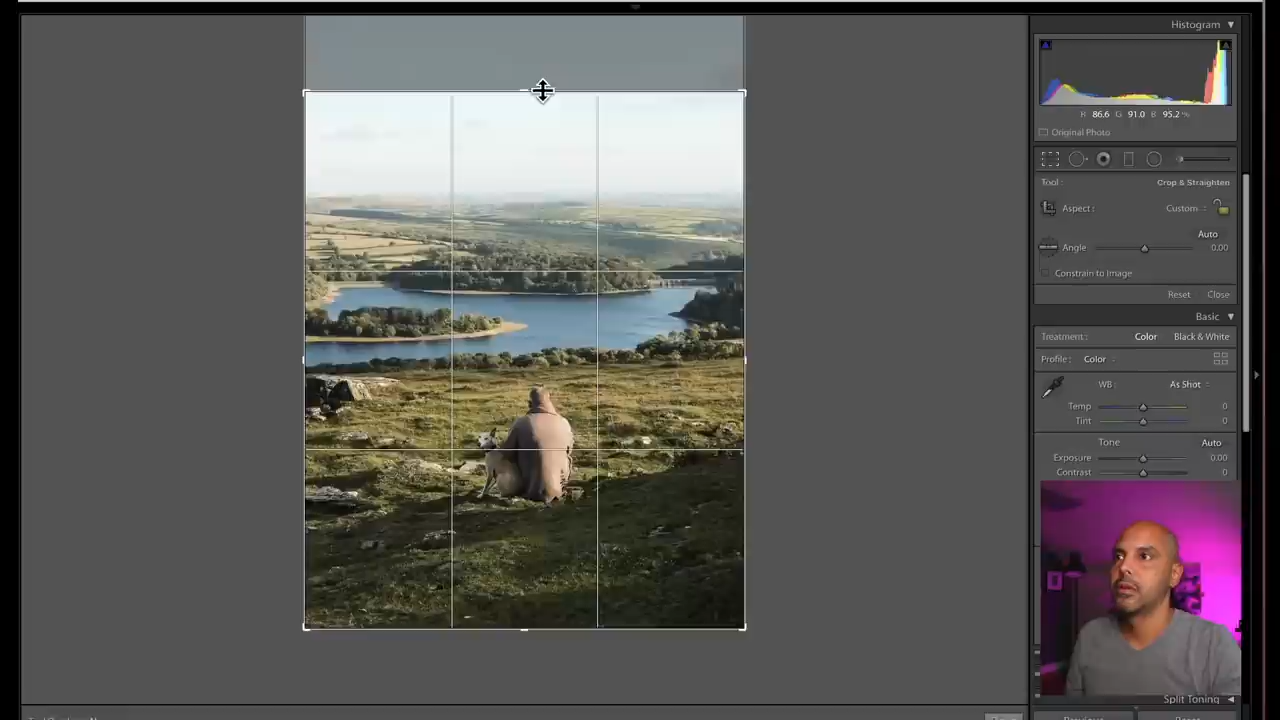 Histogram
R 86.6 G 91.0 B 95.2 %
Original Photo
Tool : Crop & Straighten
Aspect : Custom
Auto
Angle 0.00
Constrain to Image
Reset Close
Basic
Treatment : Color Black & White
Profile : Color
WB : As Shot
Temp 0
Tint 0
Tone Auto
Exposure 0.00
Contrast 0
Split Toning